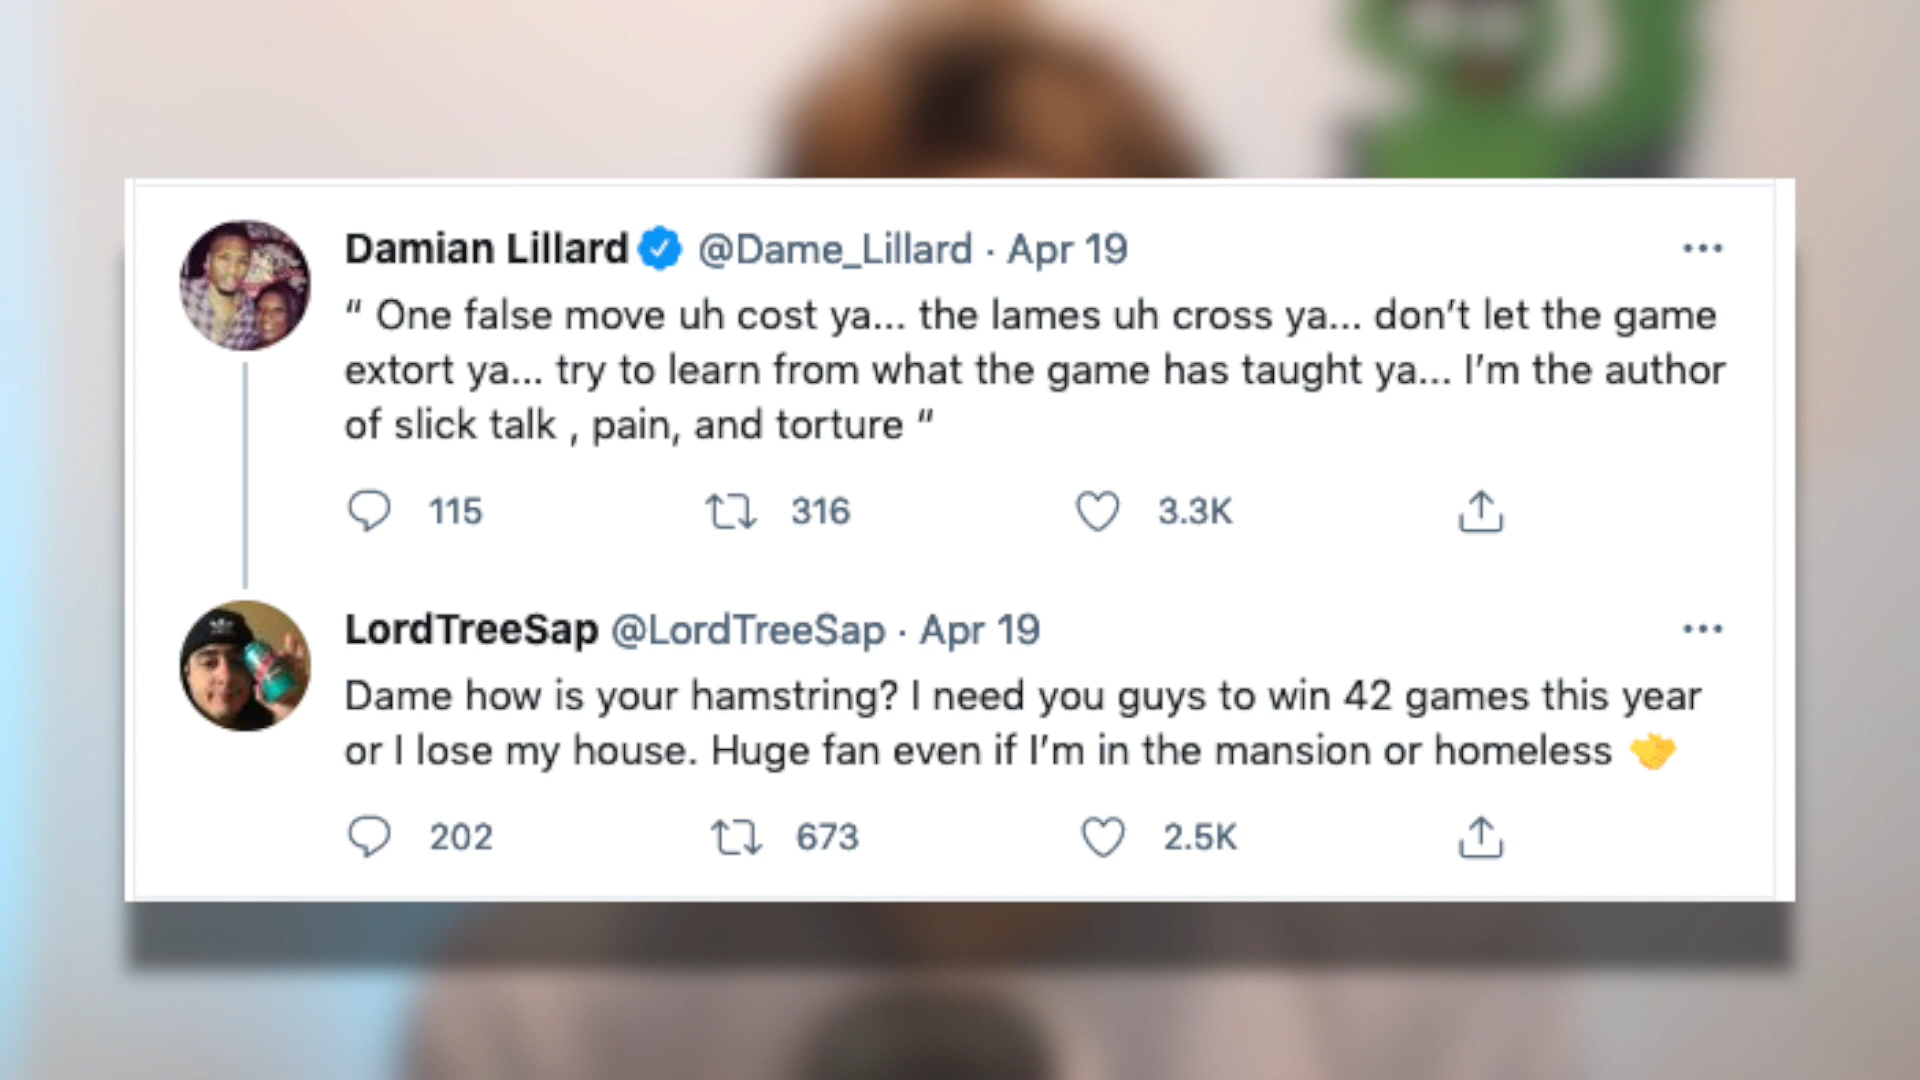 Damian Lillard @Dame_Lillard · Apr 19
“ One false move uh cost ya... the lames uh cross ya... don’t let the game
extort ya... try to learn from what the game has taught ya... I’m the author
of slick talk , pain, and torture “
115 316 3.3K
LordTreeSap @LordTreeSap · Apr 19
Dame how is your hamstring? I need you guys to win 42 games this year
or I lose my house. Huge fan even if I’m in the mansion or homeless
202 673 2.5K